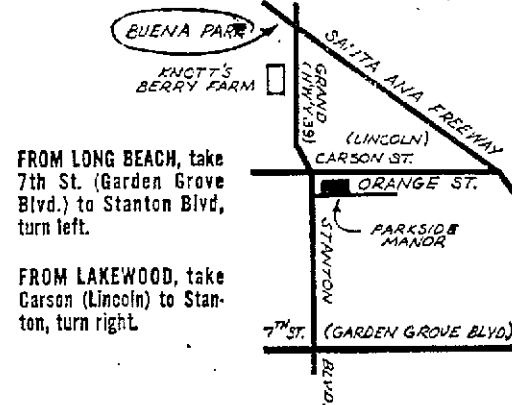 BUENA PARK
KNOTT'S
BERRY FARM
GRAND
(HWY.39)
SANTA ANA FREEWAY
(LINCOLN)
CARSON ST.
FROM LONG BEACH, take
7th St. (Garden Grove
Blvd.) to Stanton Blvd,
turn left.
ORANGE ST.
PARKSIDE
MANOR
STANTON
FROM LAKEWOOD, take
Carson (Lincoln) to Stan-
ton, turn right.
7TH ST. (GARDEN GROVE BLVD)
BLVD.